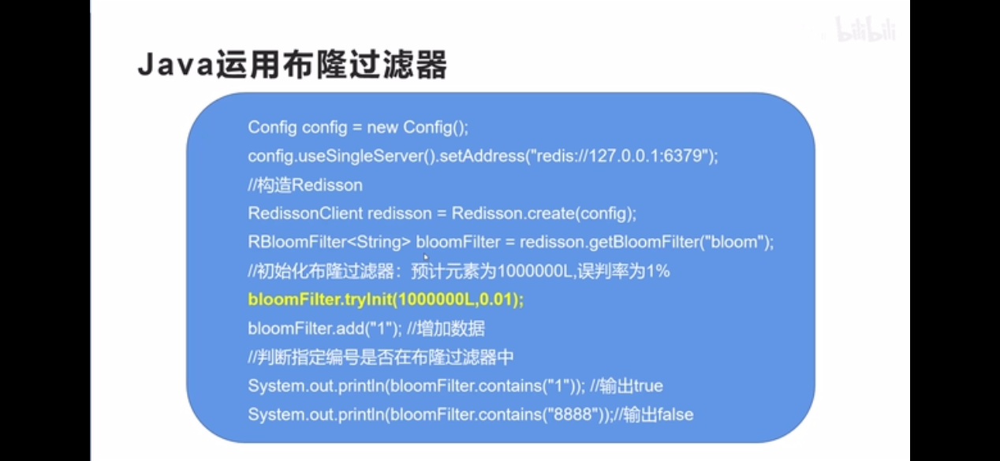 bilibili
Java运用布隆过滤器
Config config = new Config();
config.useSingleServer().setAddress("redis://127.0.0.1:6379");
//构造Redisson
RedissonClient redisson = Redisson.create(config);
RBloomFilter<String> bloomFilter = redisson.getBloomFilter("bloom");
//初始化布隆过滤器：预计元素为1000000L,误判率为1%
bloomFilter.tryInit(1000000L,0.01);
bloomFilter.add("1"); //增加数据
//判断指定编号是否在布隆过滤器中
System.out.println(bloomFilter.contains("1")); //输出true
System.out.println(bloomFilter.contains("8888"));//输出false